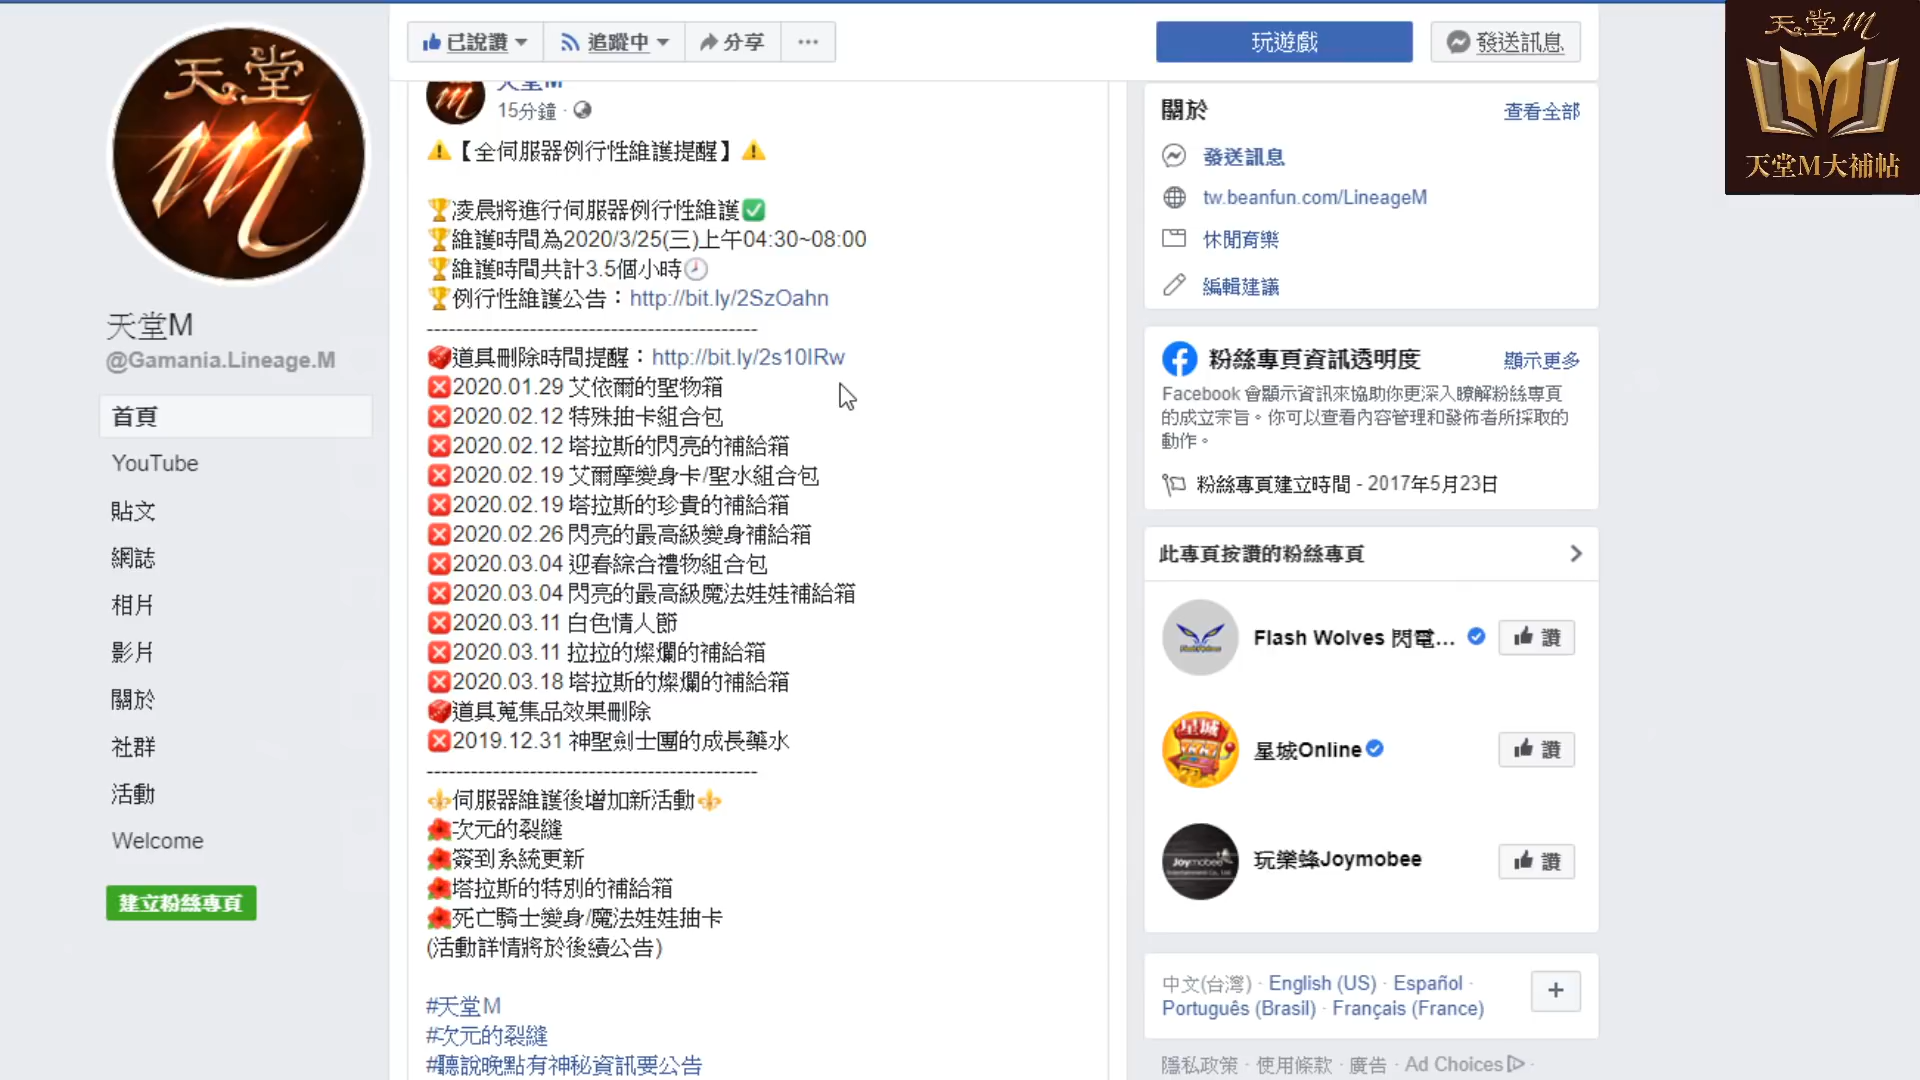 已說讚
追蹤中
分享
玩遊戲
發送訊息
天堂M
天堂M大補帖
天堂
天堂M
@Gamania.Lineage.M
首頁
YouTube
貼文
網誌
相片
影片
關於
社群
活動
Welcome
建立粉絲專頁
天堂M
15分鐘 ·
【全伺服器例行性維護提醒】
凌晨將進行伺服器例行性維護
維護時間為2020/3/25(三)上午04:30~08:00
維護時間共計3.5個小時
例行性維護公告：http://bit.ly/2SzOahn
---------------------------------------------
道具刪除時間提醒：http://bit.ly/2s10IRw
2020.01.29 艾依爾的聖物箱
2020.02.12 特殊抽卡組合包
2020.02.12 塔拉斯的閃亮的補給箱
2020.02.19 艾爾摩變身卡/聖水組合包
2020.02.19 塔拉斯的珍貴的補給箱
2020.02.26 閃亮的最高級變身補給箱
2020.03.04 迎春綜合禮物組合包
2020.03.04 閃亮的最高級魔法娃娃補給箱
2020.03.11 白色情人節
2020.03.11 拉拉的燦爛的補給箱
2020.03.18 塔拉斯的燦爛的補給箱
道具蒐集品效果刪除
2019.12.31 神聖劍士團的成長藥水
---------------------------------------------
伺服器維護後增加新活動
次元的裂縫
簽到系統更新
塔拉斯的特別的補給箱
死亡騎士變身/魔法娃娃抽卡
(活動詳情將於後續公告)
#天堂M
#次元的裂縫
#聽說晚點有神秘資訊要公告
關於
查看全部
發送訊息
tw.beanfun.com/LineageM
休閒育樂
編輯建議
粉絲專頁資訊透明度
顯示更多
Facebook 會顯示資訊來協助你更深入瞭解粉絲專頁
的成立宗旨。你可以查看內容管理和發佈者所採取的
動作。
粉絲專頁建立時間 - 2017年5月23日
此專頁按讚的粉絲專頁
Flash Wolves 閃電...
讚
星城Online
讚
玩樂蜂Joymobee
讚
中文(台灣) · English (US) · Español ·
Português (Brasil) · Français (France)
隱私政策 · 使用條款 · 廣告 · Ad Choices ·